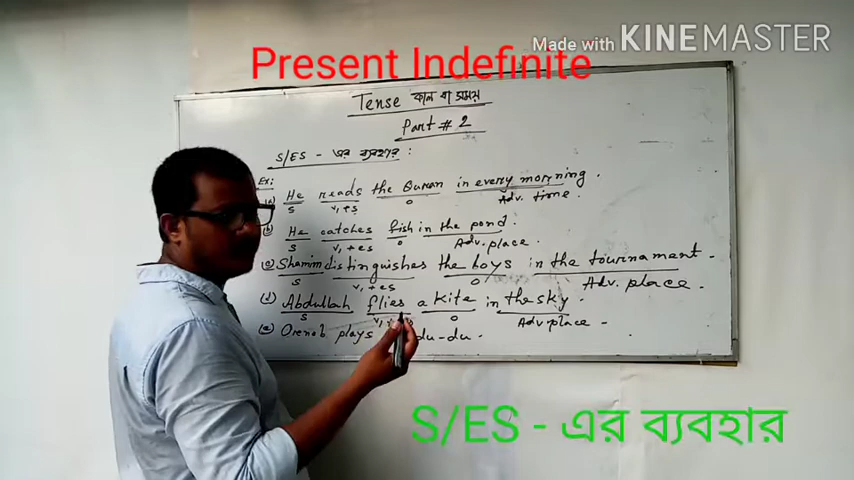 Made with KINEMASTER
Present Indefinite
Tense কাল বা সময়
Part # 2
S/ES - এর ব্যবহার :
Ex:
(a) He reads the Quran in every morning.
S V₁+s O Adv. time.
(b) He catches fish in the pond.
S V₁+es O Adv. place.
(c) Shamim distinguishes the boys in the tournament.
S V₁+es O Adv. place.
(d) Abdullah flies a kite in the sky.
S O Adv. place.
(e) plays du-du.
S/ES - এর ব্যবহার